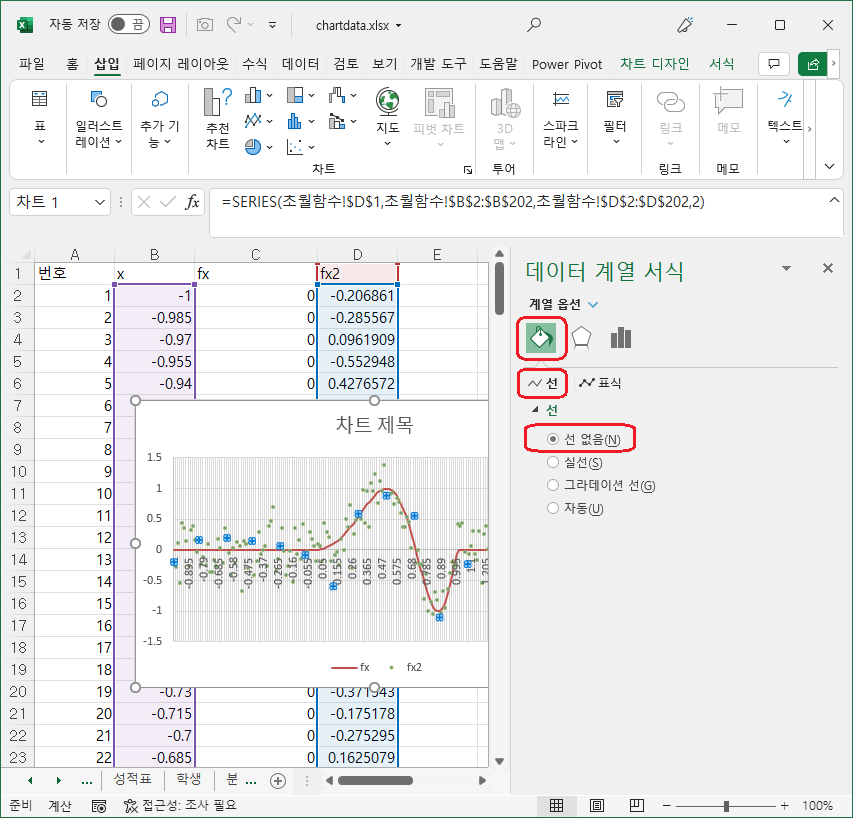 자동 저장 끔 chartdata.xlsx
파일 홈 삽입 페이지 레이아웃 수식 데이터 검토 보기 개발 도구 도움말 Power Pivot 차트 디자인 서식
표 일러스트레이션 추가 기능 추천 차트 지도 피벗 차트 3D 맵 스파크라인 필터 링크 메모 텍스트
차트 투어 링크 메모
차트 1 fx =SERIES(초월함수!$D$1,초월함수!$B$2:$B$202,초월함수!$D$2:$D$202,2)
A B C D E
1 번호 x fx fx2
2 1 -1 0 -0.206861
3 2 -0.985 0 -0.285567
4 3 -0.97 0 0.0961909
5 4 -0.955 0 -0.552948
6 5 -0.94 0 0.4276572
7 6
8 7
9 8
10 9
11 10
12 11
13 12
14 13
15 14
16 15
17 16
18 17
19 18
20 19 -0.73 0 -0.371943
21 20 -0.715 0 -0.175178
22 21 -0.7 0 -0.275295
23 22 -0.685 0 0.1625079
차트 제목
1.5
1
0.5
0
-0.5
-1
-1.5
-0.895 -0.79 -0.685 -0.58 -0.475 -0.37 -0.265 -0.16 -0.055 0.05 0.155 0.26 0.365 0.47 0.575 0.68 0.785 0.89 0.995
fx fx2
데이터 계열 서식
계열 옵션
선 표식
선
선 없음(N)
실선(S)
그라데이션 선(G)
자동(U)
... 성적표 학생 분 ...
준비 계산 접근성: 조사 필요 100%